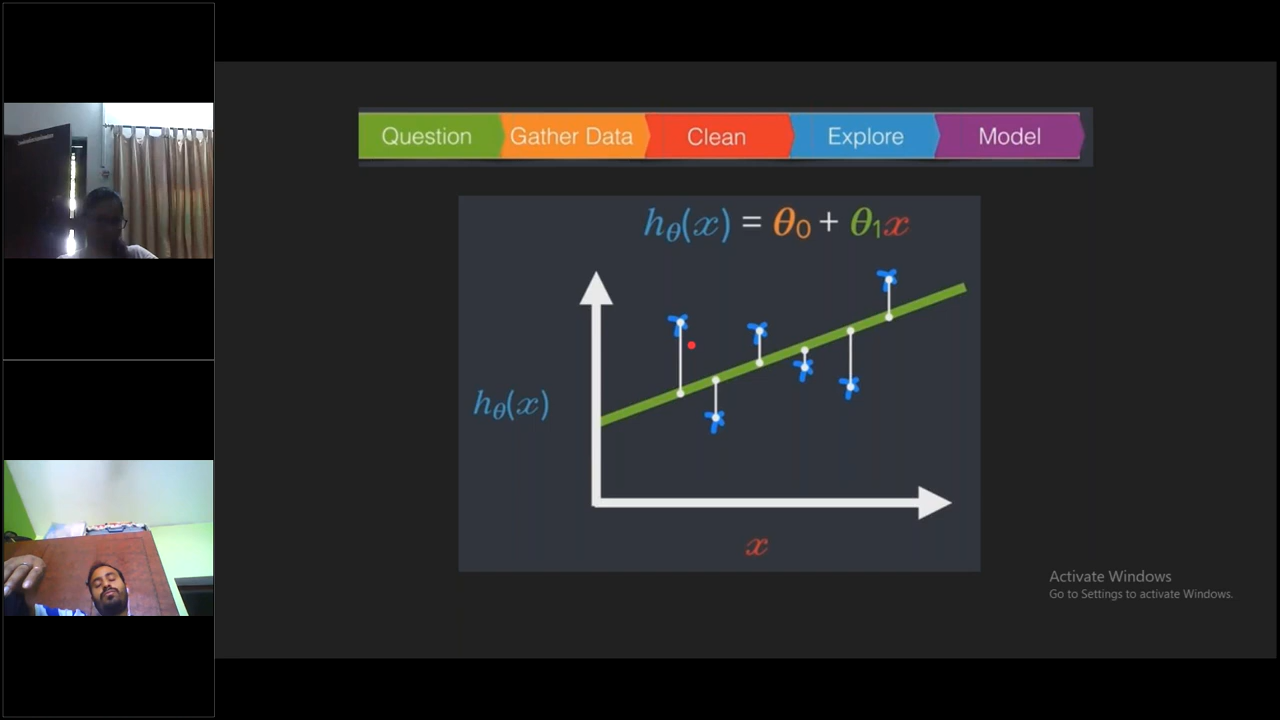 Question Gather Data Clean Explore Model
hθ(x) = θ0 + θ1x
hθ(x)
x
Activate Windows
Go to Settings to activate Windows.